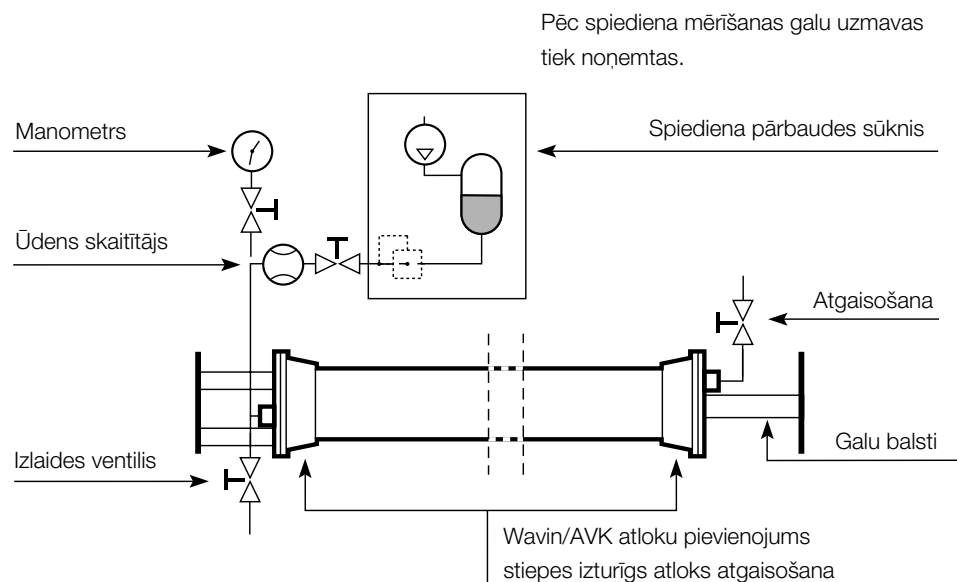 Pēc spiediena mērīšanas galu uzmavas
tiek noņemtas.
Manometrs
Spiediena pārbaudes sūknis
Ūdens skaitītājs
Atgaisošana
Galu balsti
Izlaides ventilis
Wavin/AVK atloku pievienojums
stiepes izturīgs atloks atgaisošana